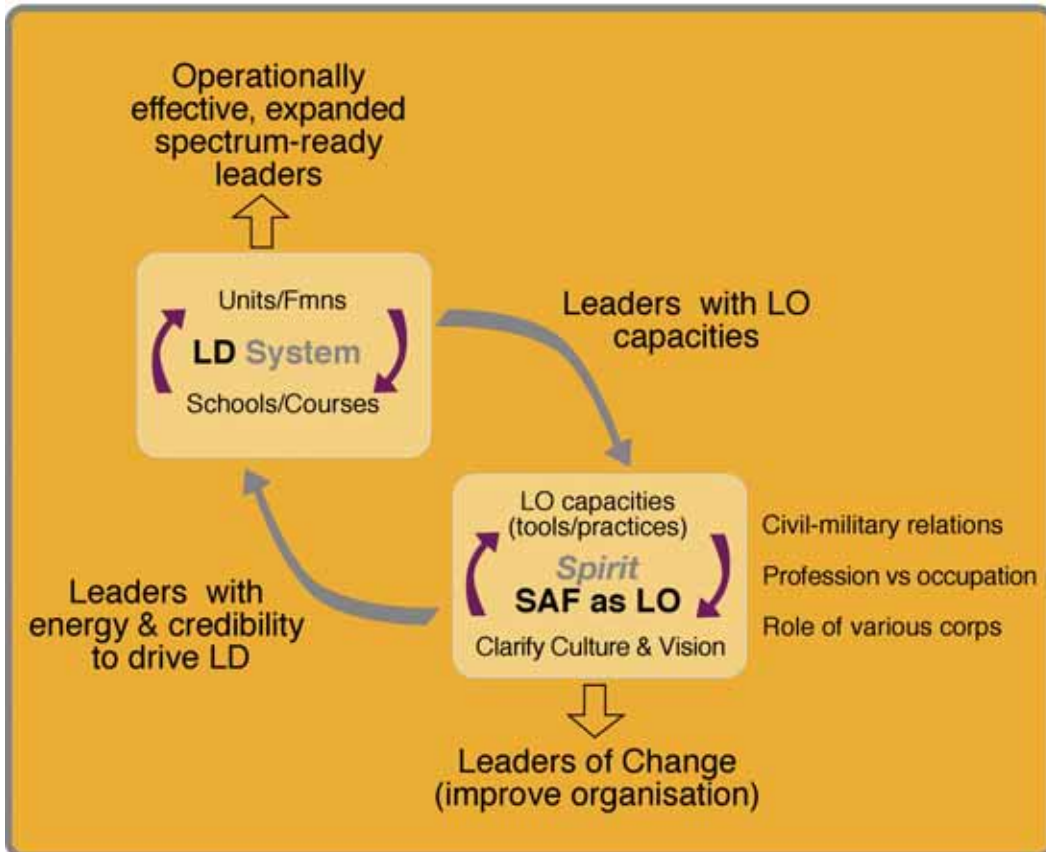 Operationally
effective, expanded
spectrum-ready
leaders
Units/Fmns
LD System
Schools/Courses
Leaders with LO
capacities
LO capacities
(tools/practices)
Spirit
SAF as LO
Clarify Culture & Vision
Civil-military relations
Profession vs occupation
Role of various corps
Leaders with
energy & credibility
to drive LD
Leaders of Change
(improve organisation)